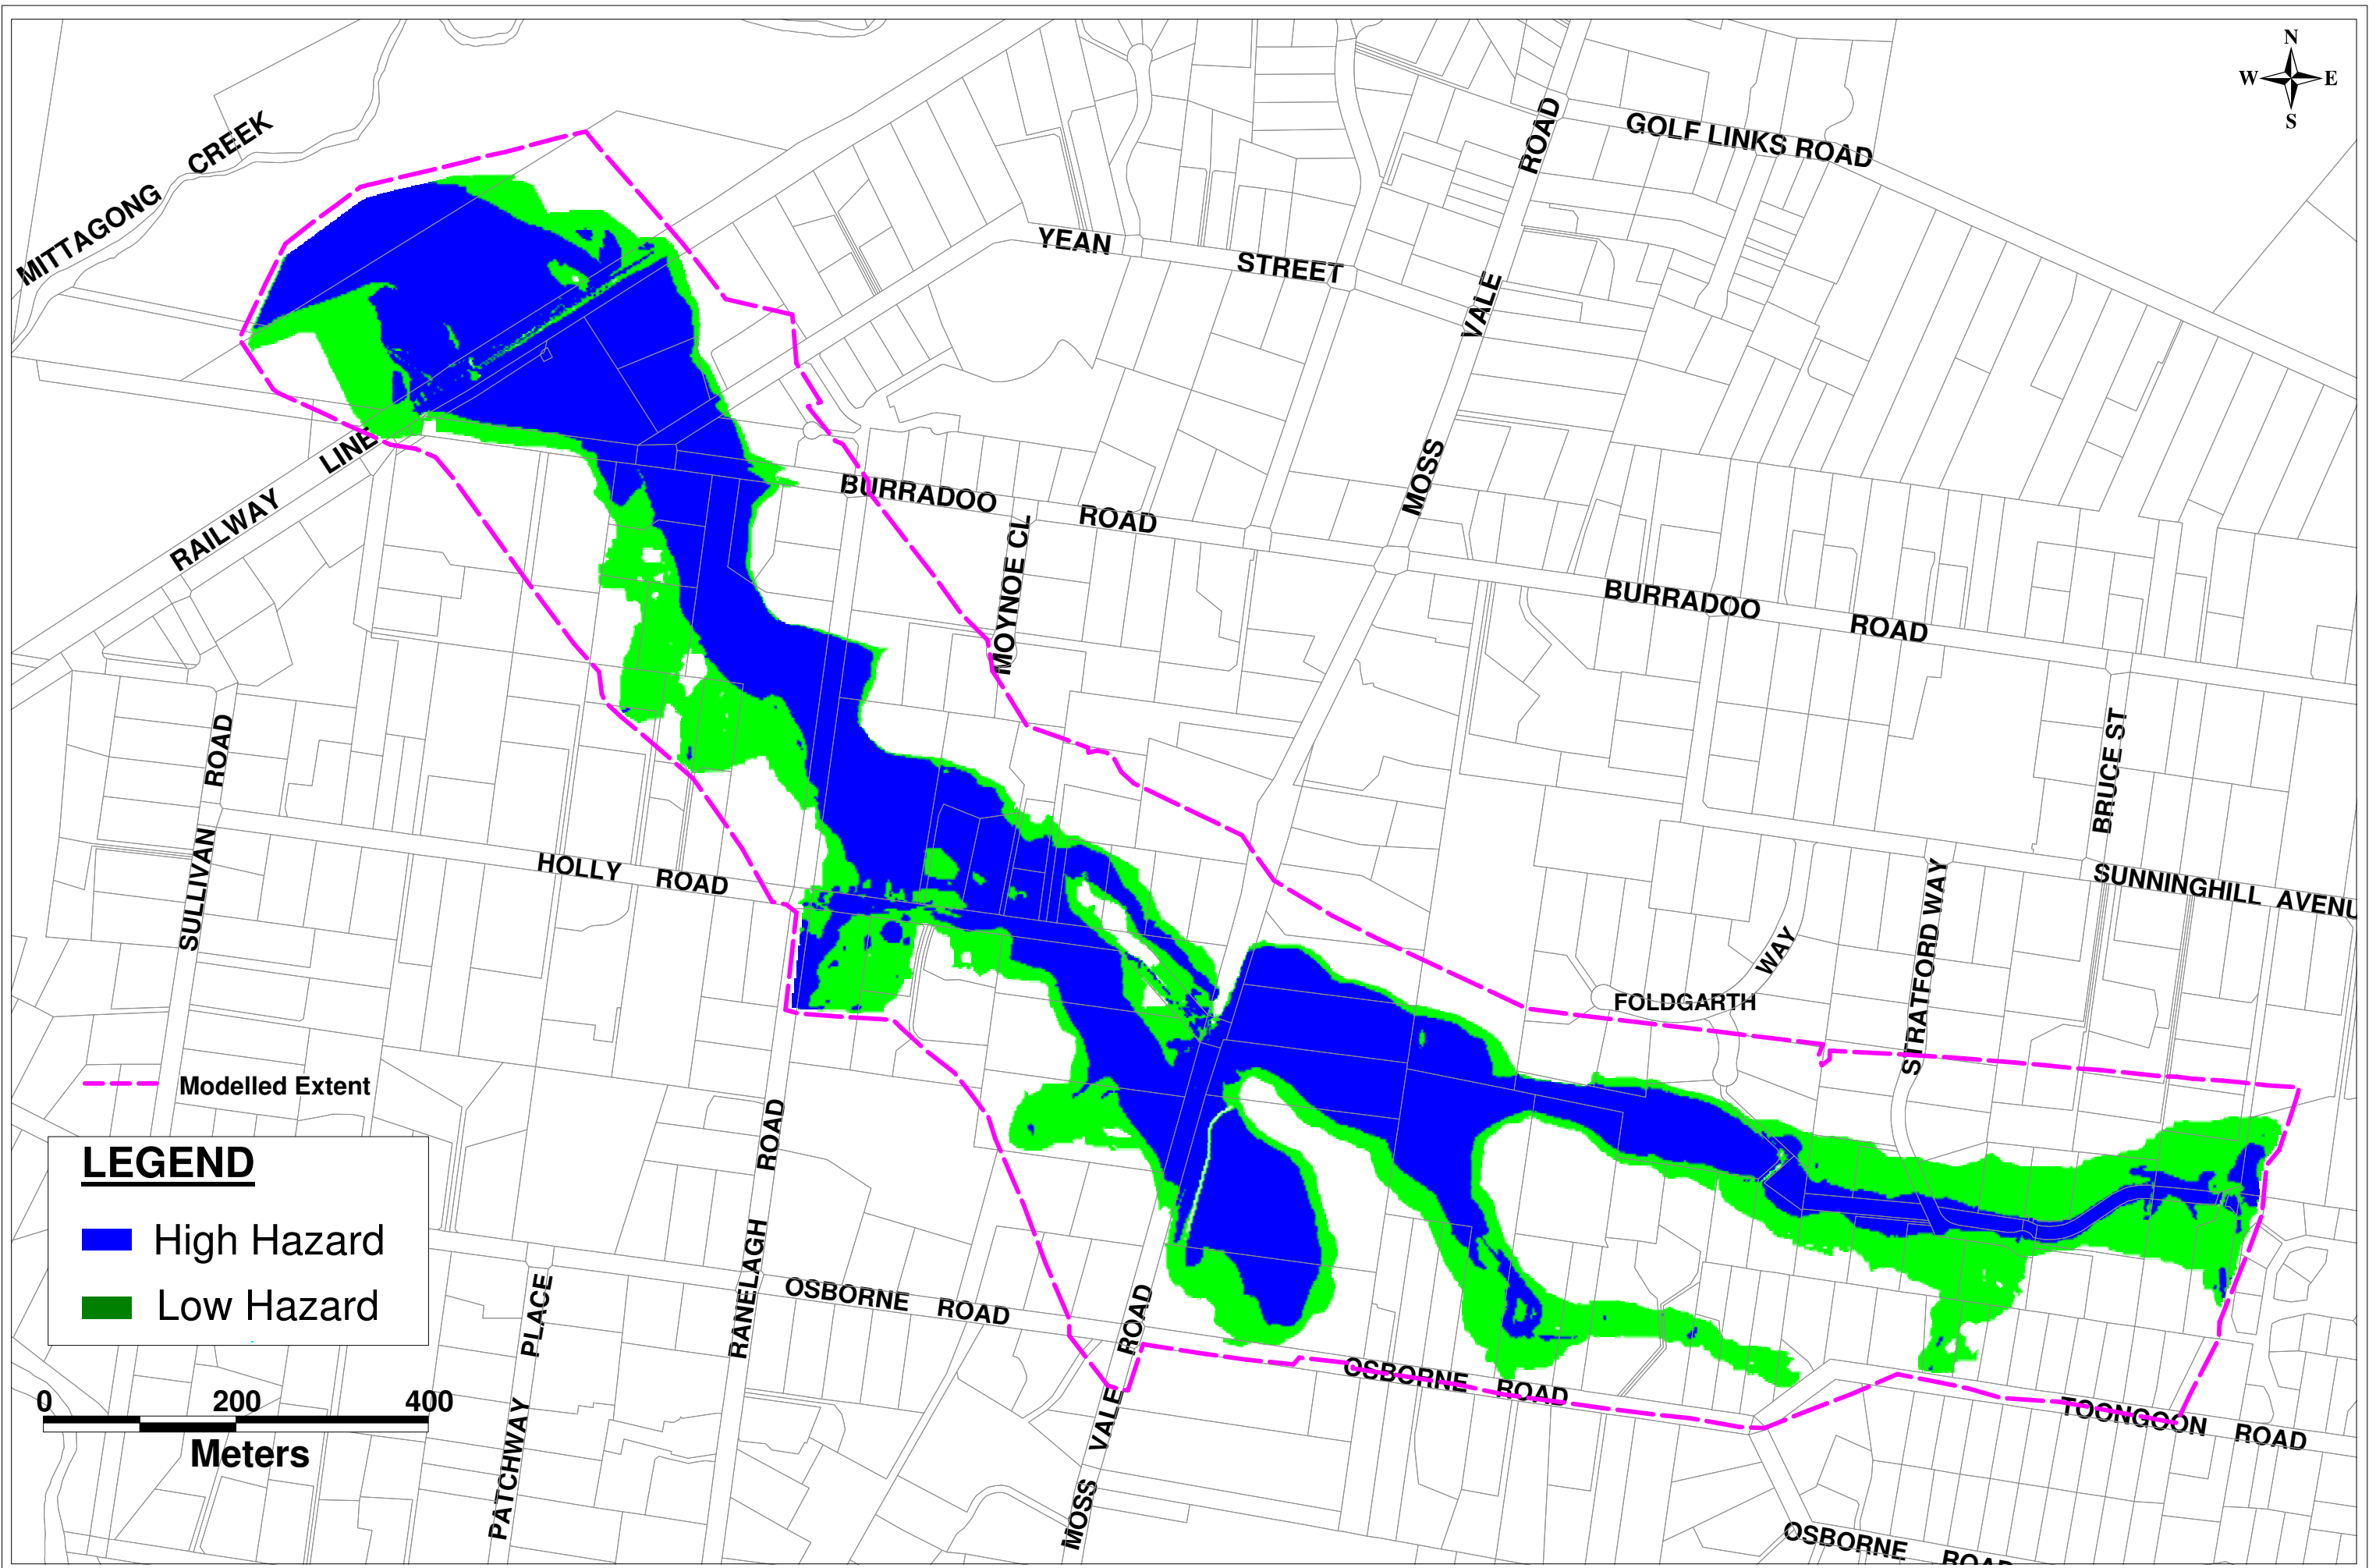 N
W E
S
MITTAGONG CREEK
GOLF LINKS ROAD
YEAN STREET
MOSS VALE ROAD
RAILWAY LINE
BURRADOO ROAD
MOYNOE CL
BURRADOO ROAD
SULLIVAN ROAD
BRUCE ST
HOLLY ROAD
SUNNINGHILL AVENU
STRATFORD WAY
FOLDGARTH WAY
Modelled Extent
LEGEND
High Hazard
Low Hazard
RANELAGH ROAD
OSBORNE ROAD
PATCHWAY PLACE
MOSS VALE ROAD
OSBORNE ROAD
TOONGOON ROAD
0 200 400
Meters
OSBORNE ROAD